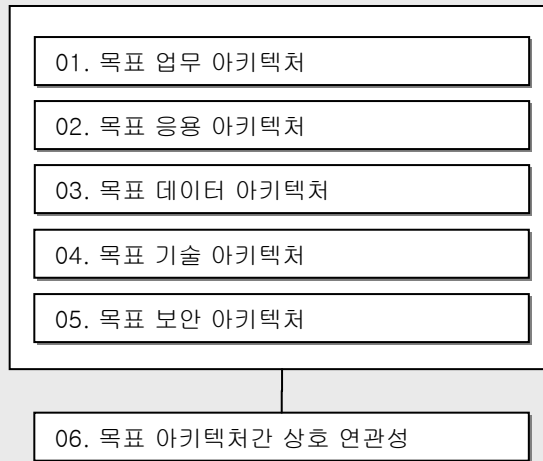 01. 목표 업무 아키텍처
02. 목표 응용 아키텍처
03. 목표 데이터 아키텍처
04. 목표 기술 아키텍처
05. 목표 보안 아키텍처
06. 목표 아키텍처간 상호 연관성